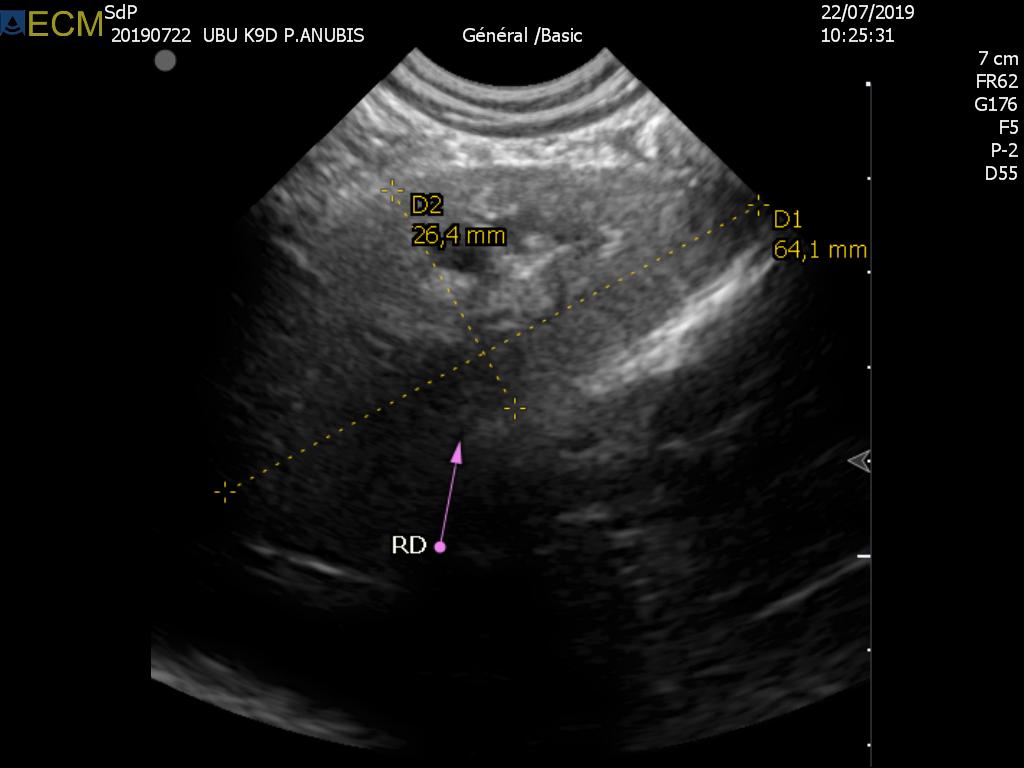 ECM
SdP
20190722 UBU K9D P.ANUBIS
Général /Basic
22/07/2019
10:25:31
7 cm
FR62
G176
F5
P-2
D55
D2
26,4 mm
D1
64,1 mm
RD